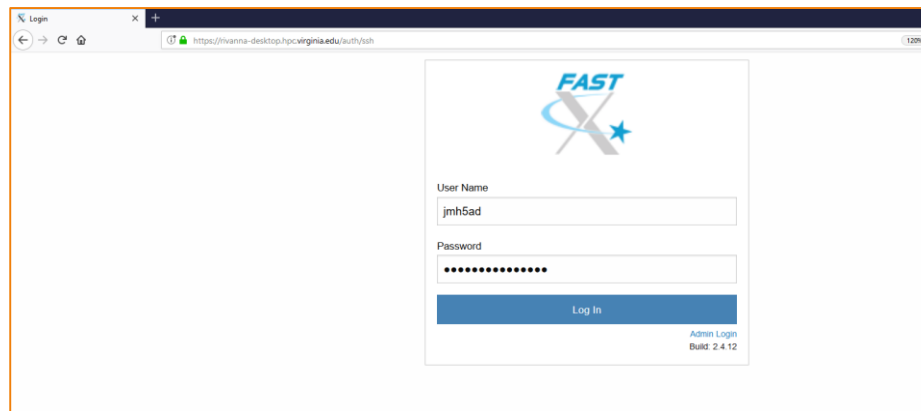 Login
https://rivanna-desktop.hpc.virginia.edu/auth/ssh
120%
FAST
X
User Name
jmh5ad
Password
•••••••••••••••
Log In
Admin Login
Build: 2.4.12